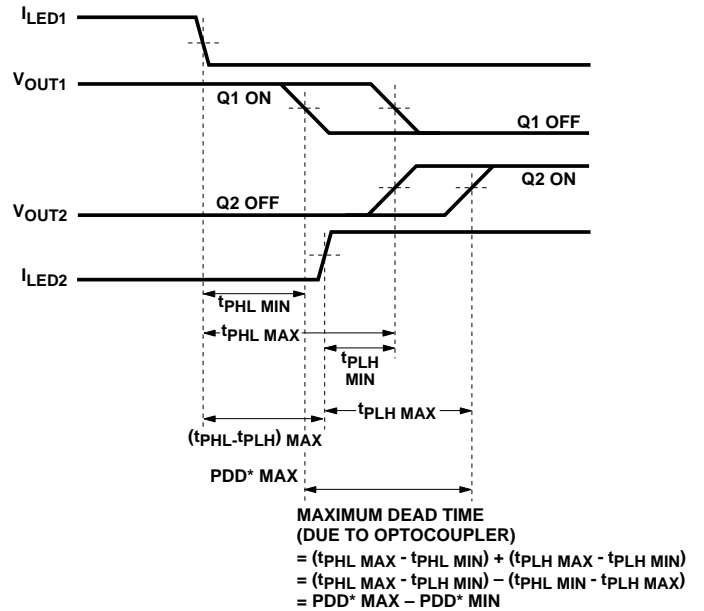 ILED1
VOUT1
Q1 ON
Q1 OFF
Q2 ON
Q2 OFF
VOUT2
ILED2
tPHL MIN
tPHL MAX
tPLH
MIN
tPLH MAX
(tPHL-tPLH) MAX
PDD* MAX
MAXIMUM DEAD TIME
(DUE TO OPTOCOUPLER)
= (tPHL MAX - tPHL MIN) + (tPLH MAX - tPLH MIN)
= (tPHL MAX - tPLH MIN) – (tPHL MIN - tPLH MAX)
= PDD* MAX – PDD* MIN